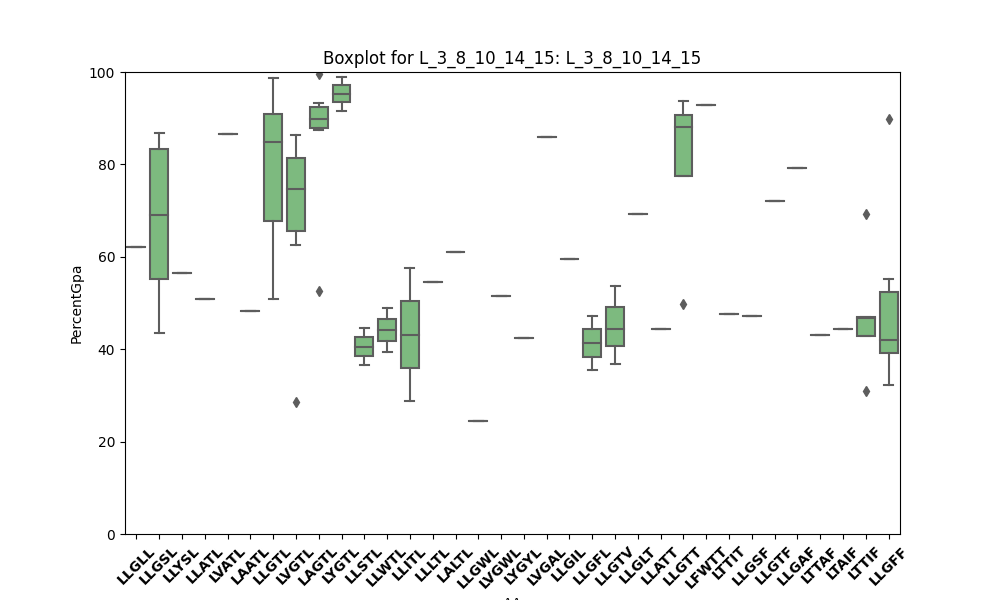 Boxplot for L_3_8_10_14_15: L_3_8_10_14_15
PercentGpa
100
80
60
40
20
0
LLGLL
LLGSL
LLYSL
LLATL
LVATL
LAATL
LLGTL
LVGTL
LAGTL
LYGTL
LLSTL
LLWTL
LLITL
LLLTL
LALTL
LLGWL
LVGWL
LYGYL
LVGAL
LLGIL
LLGFL
LLGTV
LLGLT
LLATT
LLGTT
LFWTT
LTTIT
LLGSF
LLGTF
LLGAF
LTTAF
LTAIF
LTTIF
LLGFF